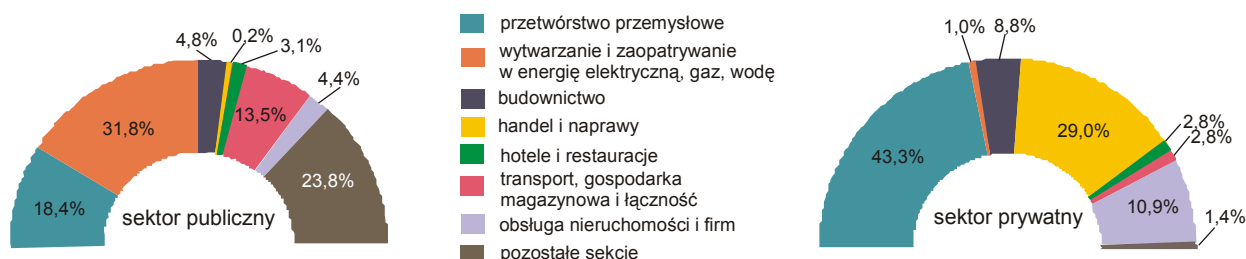 4,8%
0,2%
3,1%
4,4%
31,8%
13,5%
18,4%
23,8%
sektor publiczny
przetwórstwo przemysłowe
wytwarzanie i zaopatrywanie
w energię elektryczną, gaz, wodę
budownictwo
handel i naprawy
hotele i restauracje
transport, gospodarka
magazynowa i łączność
obsługa nieruchomości i firm
pozostałe sekcje
1,0%
8,8%
43,3%
29,0%
2,8%
2,8%
10,9%
1,4%
sektor prywatny